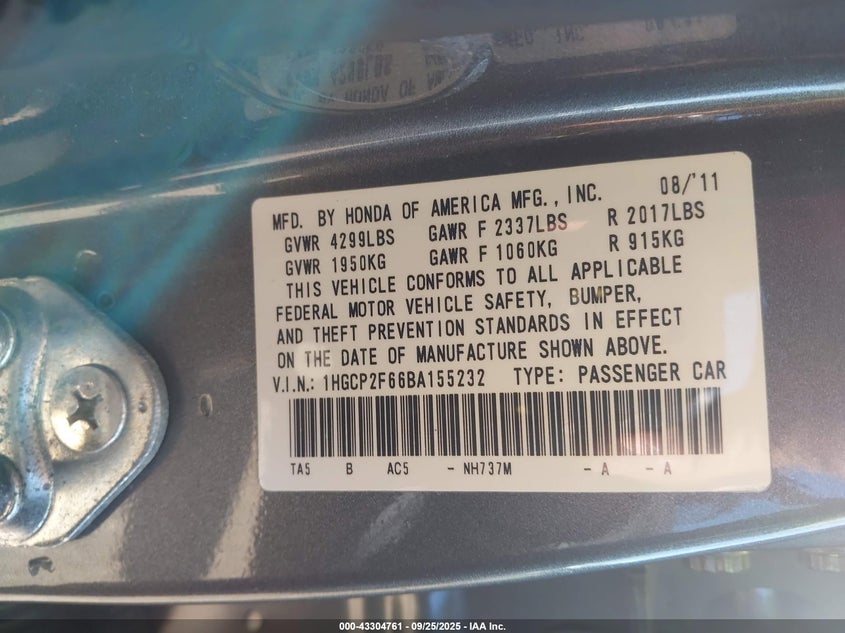 MFD. BY HONDA OF AMERICA MFG., INC. 08/'11
GVWR 4299LBS GAWR F 2337LBS R 2017LBS
GVWR 1950KG GAWR F 1060KG R 915KG
THIS VEHICLE CONFORMS TO ALL APPLICABLE
FEDERAL MOTOR VEHICLE SAFETY, BUMPER,
AND THEFT PREVENTION STANDARDS IN EFFECT
ON THE DATE OF MANUFACTURE SHOWN ABOVE.
V.I.N.: 1HGCP2F66BA155232 TYPE: PASSENGER CAR
TA5 B AC5 - NH737M - A - A
000-43304761 - 09/25/2025 - IAA Inc.